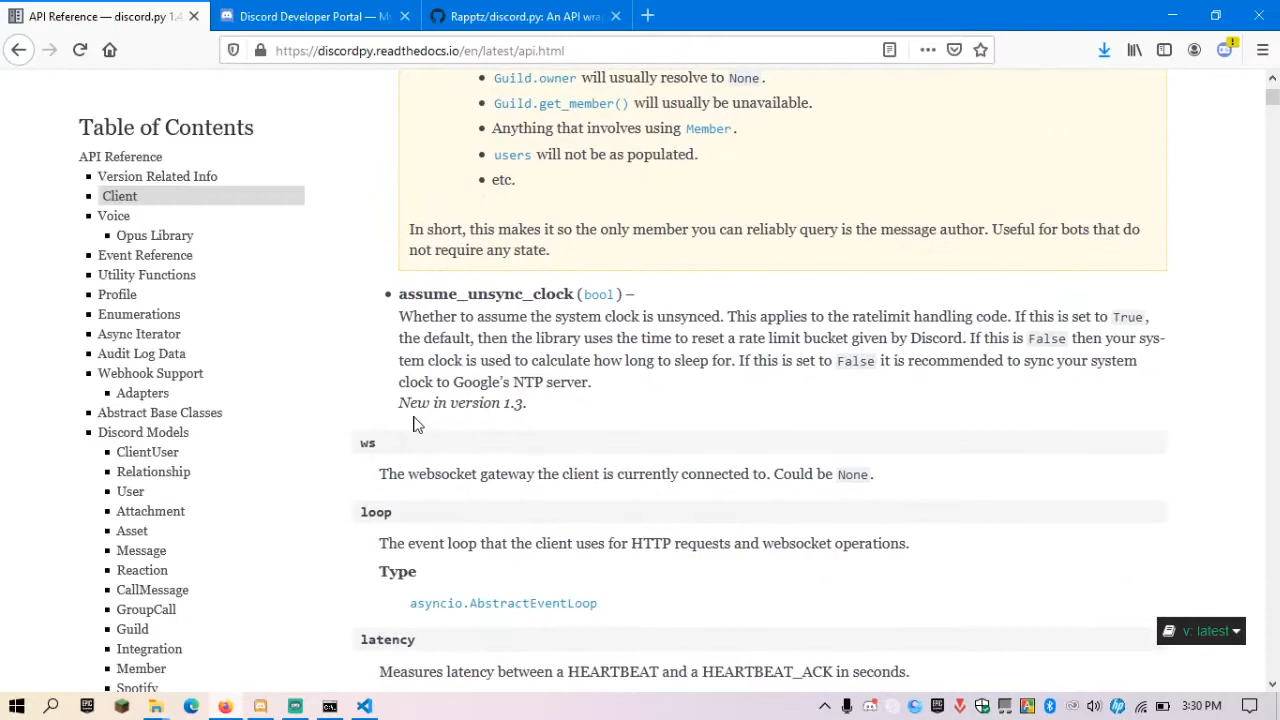 API Reference — discord.py 1.4
Discord Developer Portal — M
Rapptz/discord.py: An API wra
https://discordpy.readthedocs.io/en/latest/api.html
Table of Contents
API Reference
Version Related Info
Client
Voice
Opus Library
Event Reference
Utility Functions
Profile
Enumerations
Async Iterator
Audit Log Data
Webhook Support
Adapters
Abstract Base Classes
Discord Models
ClientUser
Relationship
User
Attachment
Asset
Message
Reaction
CallMessage
GroupCall
Guild
Integration
Member
Spotify
Guild.owner will usually resolve to None.
Guild.get_member() will usually be unavailable.
Anything that involves using Member.
users will not be as populated.
etc.
In short, this makes it so the only member you can reliably query is the message author. Useful for bots that do
not require any state.
assume_unsync_clock (bool) –
Whether to assume the system clock is unsynced. This applies to the ratelimit handling code. If this is set to True,
the default, then the library uses the time to reset a rate limit bucket given by Discord. If this is False then your sys-
tem clock is used to calculate how long to sleep for. If this is set to False it is recommended to sync your system
clock to Google’s NTP server.
New in version 1.3.
ws
The websocket gateway the client is currently connected to. Could be None.
loop
The event loop that the client uses for HTTP requests and websocket operations.
Type
asyncio.AbstractEventLoop
latency
Measures latency between a HEARTBEAT and a HEARTBEAT_ACK in seconds.
v: latest
3:30 PM